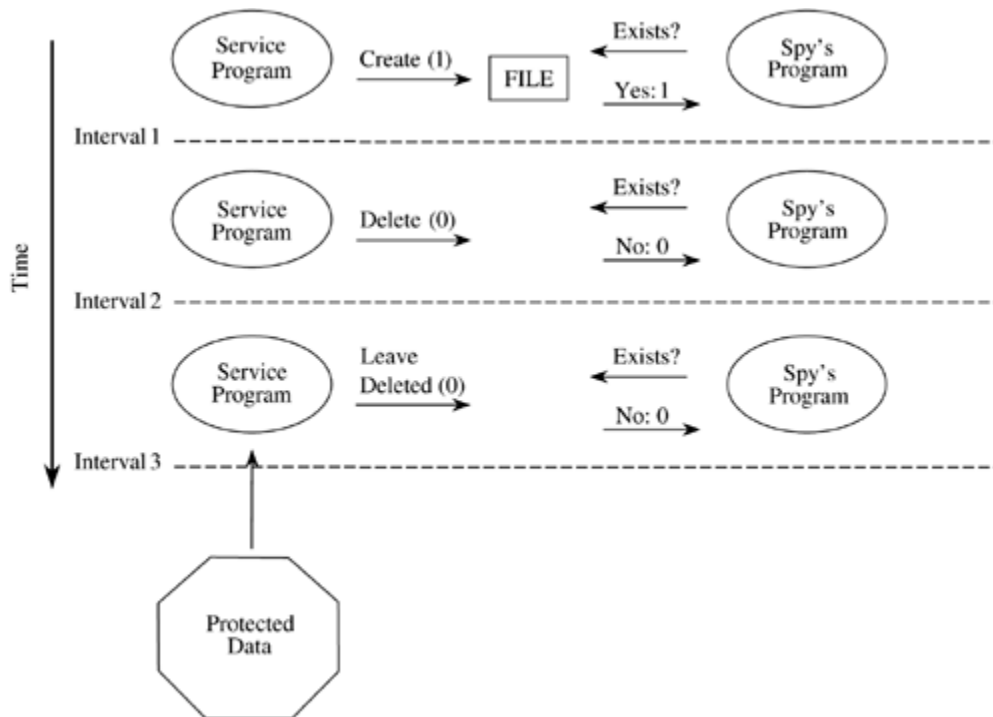 Service
Program
Create (1)
FILE
Exists?
Yes: 1
Spy's
Program
Interval 1
Service
Program
Delete (0)
Exists?
No: 0
Spy's
Program
Time
Interval 2
Service
Program
Leave
Deleted (0)
Exists?
No: 0
Spy's
Program
Interval 3
Protected
Data